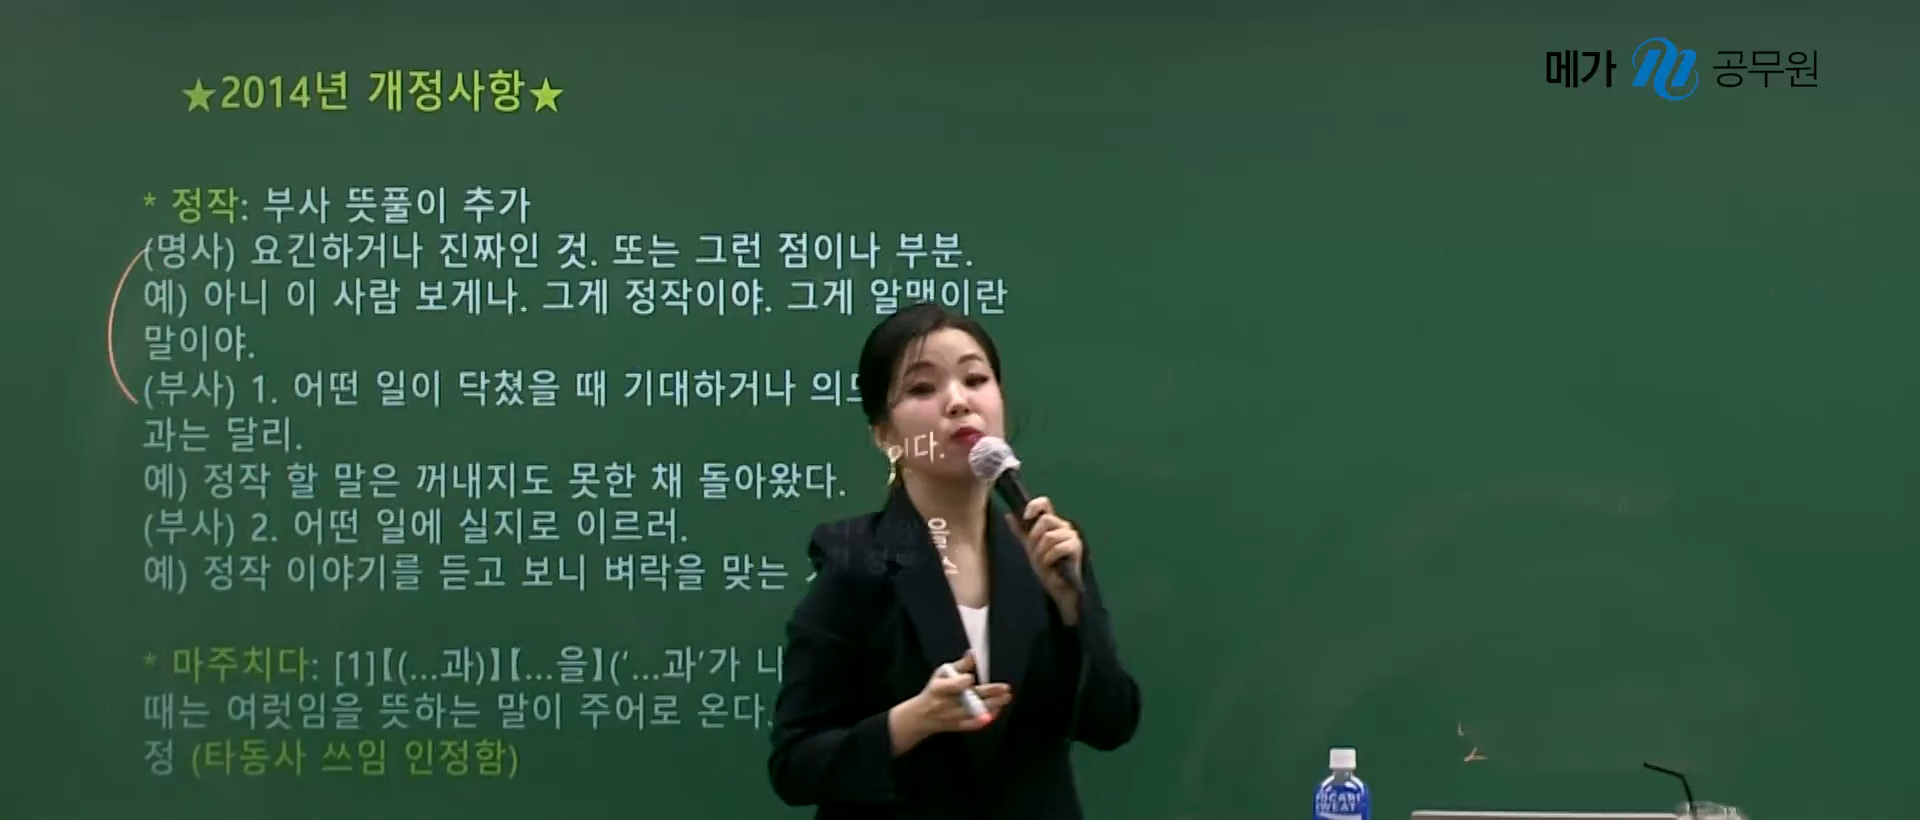 메가 공무원
★2014년 개정사항★
* 정작: 부사 뜻풀이 추가
(명사) 요긴하거나 진짜인 것. 또는 그런 점이나 부분.
예) 아니 이 사람 보게나. 그게 정작이야. 그게 알맹이란
말이야.
(부사) 1. 어떤 일이 닥쳤을 때 기대하거나
과는 달리.
이다.
예) 정작 할 말은 꺼내지도 못한 채 돌아왔다.
(부사) 2. 어떤 일에 실지로 이르러.
을
예) 정작 이야기를 듣고 보니 벼락을 맞는
* 마주치다: [1]【(…과)】【…을】('…과'가
때는 여럿임을 뜻하는 말이 주어로 온다.
정 (타동사 쓰임 인정함)
POCARI
SWEAT